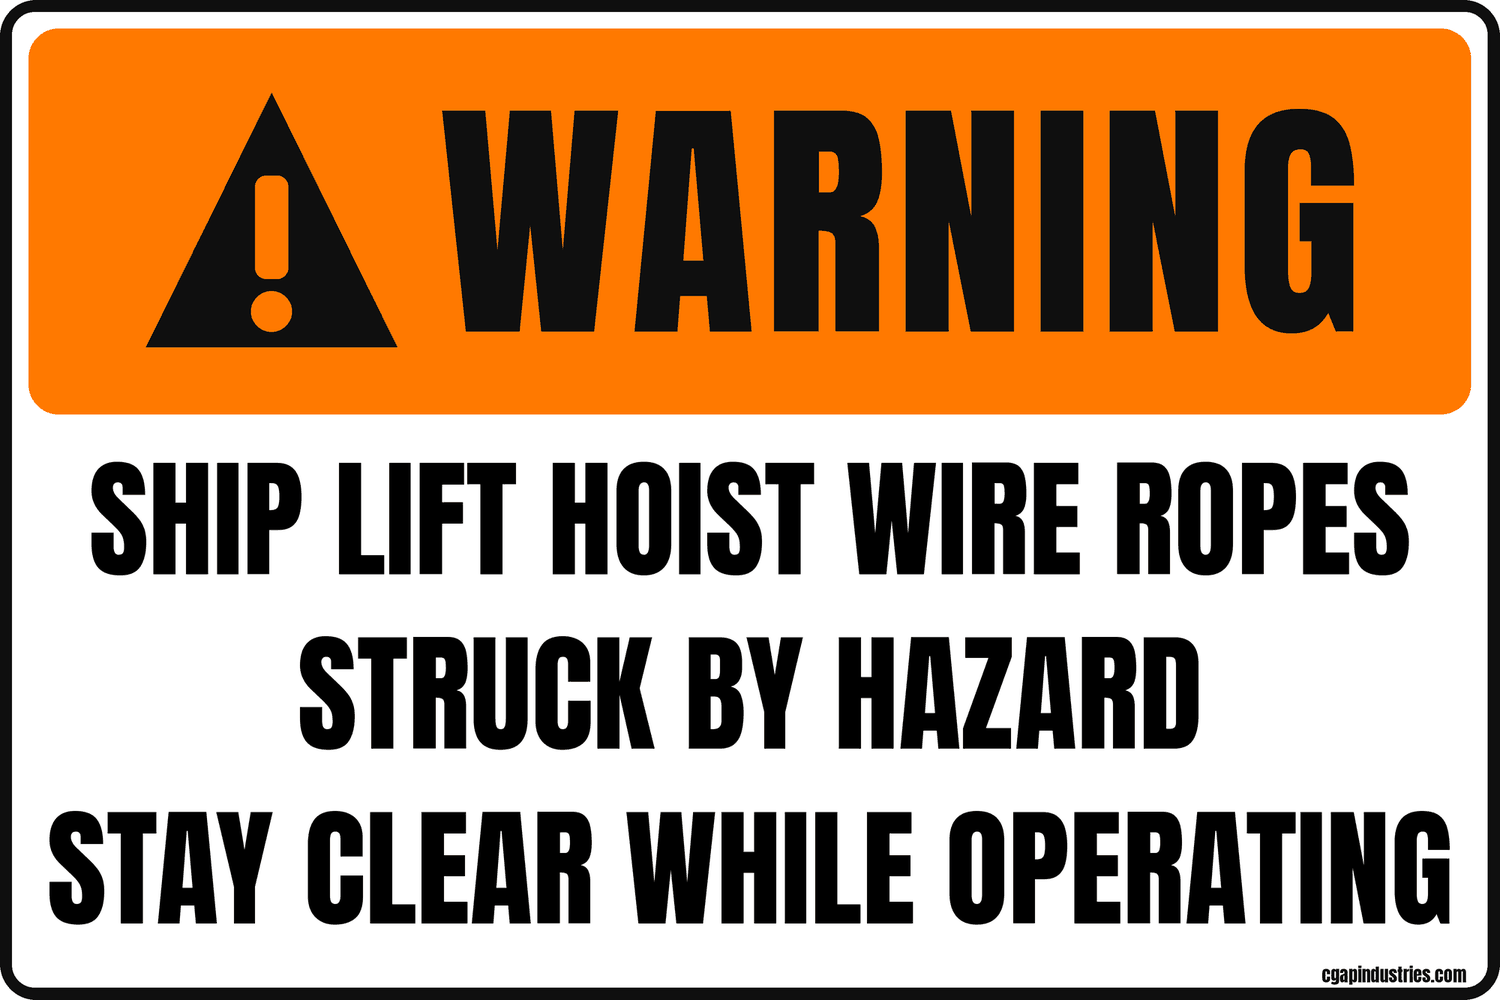 WARNING
SHIP LIFT HOIST WIRE ROPES
STRUCK BY HAZARD
STAY CLEAR WHILE OPERATING
cgapindustries.com